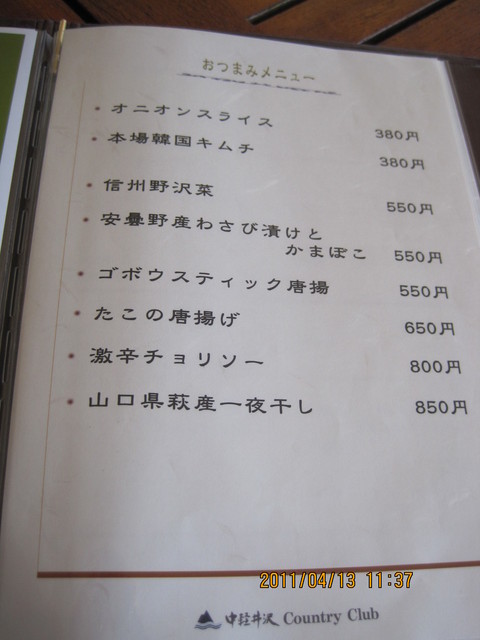 おつまみメニュー
・オニオンスライス 380円
・本場韓国キムチ 380円
・信州野沢菜 550円
・安曇野産わさび漬けと
かまぼこ 550円
・ゴボウスティック唐揚 550円
・たこの唐揚げ 650円
・激辛チョリソー 800円
・山口県萩産一夜干し 850円
2011/04/13 11:37
中軽井沢 Country Club